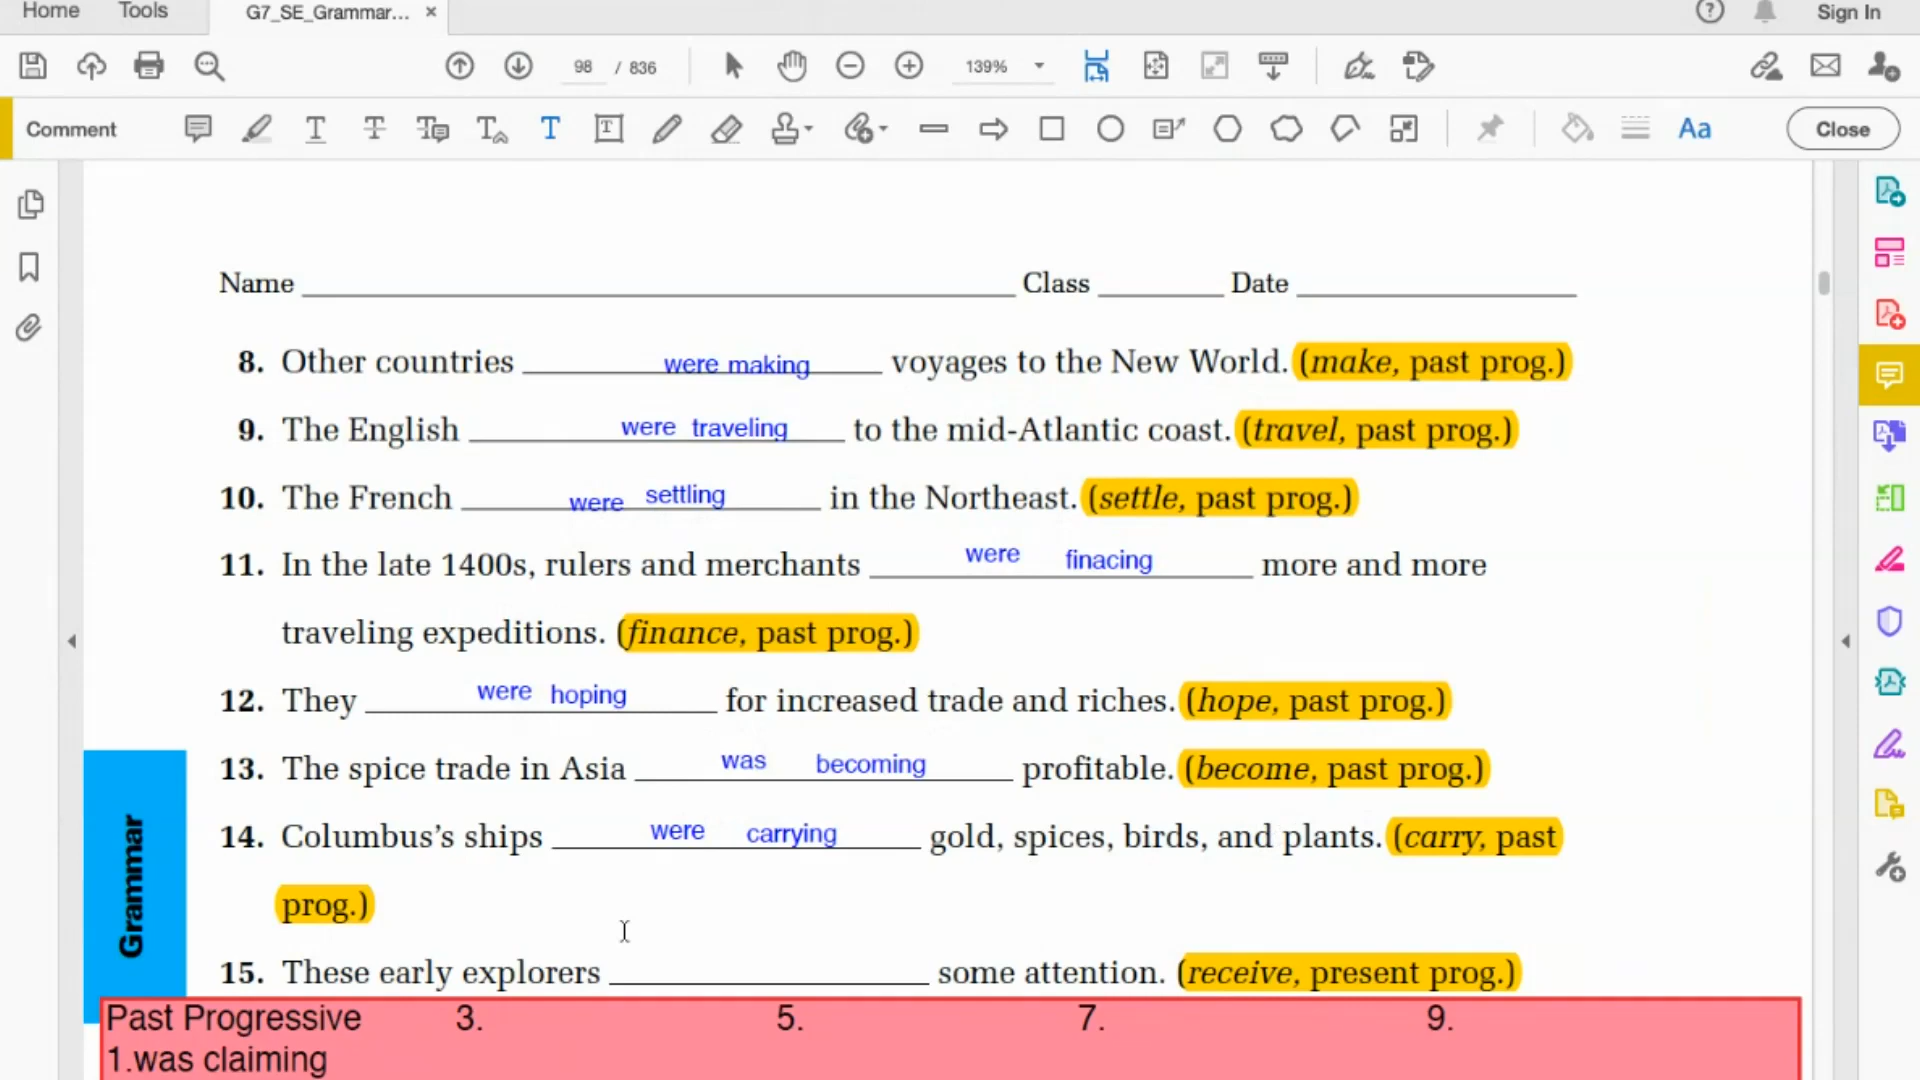 Home Tools G7_SE_Grammar... × Sign In
98 / 836 139%
Comment Close
Name Class Date
8. Other countries were making voyages to the New World. (make, past prog.)
9. The English were traveling to the mid-Atlantic coast. (travel, past prog.)
10. The French were settling in the Northeast. (settle, past prog.)
11. In the late 1400s, rulers and merchants were finacing more and more
traveling expeditions. (finance, past prog.)
12. They were hoping for increased trade and riches. (hope, past prog.)
13. The spice trade in Asia was becoming profitable. (become, past prog.)
14. Columbus’s ships were carrying gold, spices, birds, and plants. (carry, past
prog.)
15. These early explorers some attention. (receive, present prog.)
Grammar
Past Progressive 3. 5. 7. 9.
1.was claiming